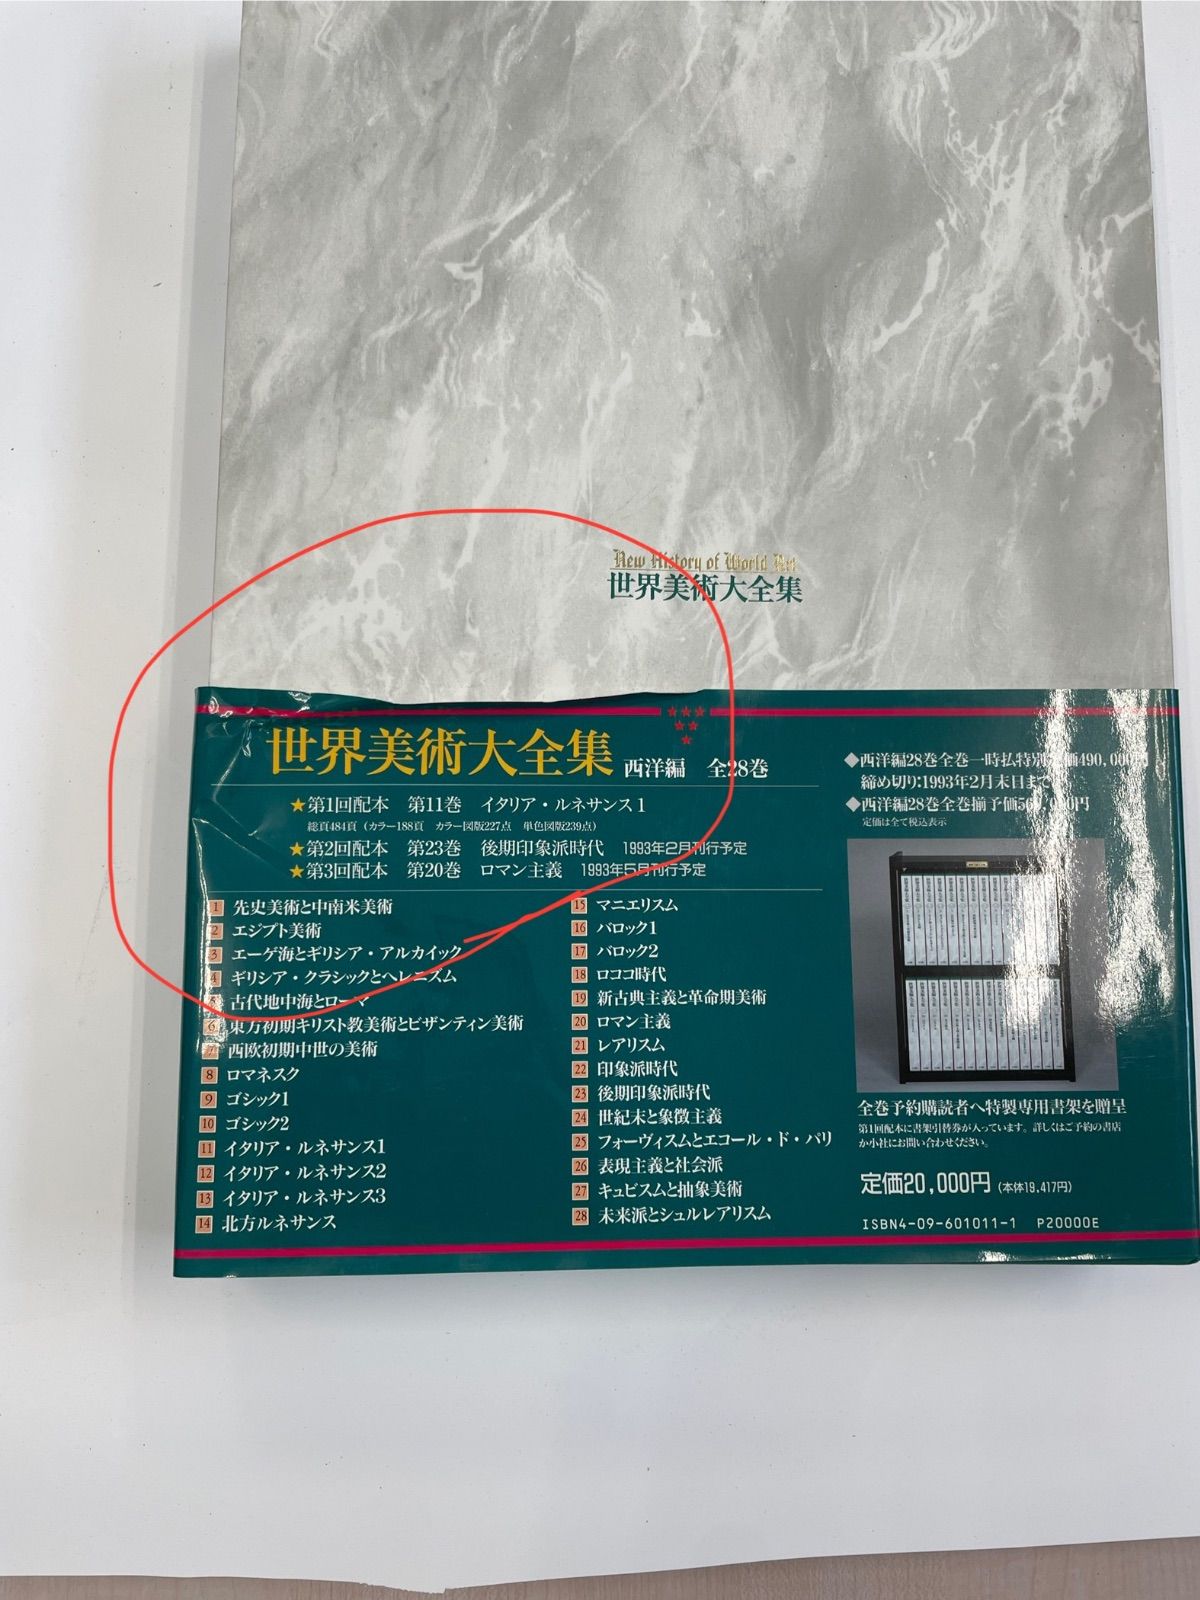 New History of World Art
世界美術大全集
世界美術大全集 西洋編 全28巻
★第1回配本 第11巻 イタリア・ルネサンス1
総頁484頁(カラー188頁 カラー図版227点 単色図版239点)
★第2回配本 第23巻 後期印象派時代 1993年2月刊行予定
★第3回配本 第20巻 ロマン主義 1993年5月刊行予定
1 先史美術と中南米美術
2 エジプト美術
3 エーゲ海とギリシア・アルカイック
4 ギリシア・クラシックとヘレニズム
5 古代地中海とローマ
6 東方初期キリスト教美術とビザンティン美術
7 西欧初期中世の美術
8 ロマネスク
9 ゴシック1
10 ゴシック2
11 イタリア・ルネサンス1
12 イタリア・ルネサンス2
13 イタリア・ルネサンス3
14 北方ルネサンス
15 マニエリスム
16 バロック1
17 バロック2
18 ロココ時代
19 新古典主義と革命期美術
20 ロマン主義
21 レアリスム
22 印象派時代
23 後期印象派時代
24 世紀末と象徴主義
25 フォーヴィスムとエコール・ド・パリ
26 表現主義と社会派
27 キュビスムと抽象美術
28 未来派とシュルレアリスム
◆西洋編28巻全巻一時払特別 価490,000円
締め切り:1993年2月末日まで
◆西洋編28巻全巻揃予価560,000円
定価は全て税込表示
全巻予約購読者へ特製専用書架を贈呈
第1回配本に書架引替券が入っています。詳しくはご予約の書店
か小社にお問い合わせください。
定価20,000円(本体19,417円)
ISBN4-09-601011-1 P20000E